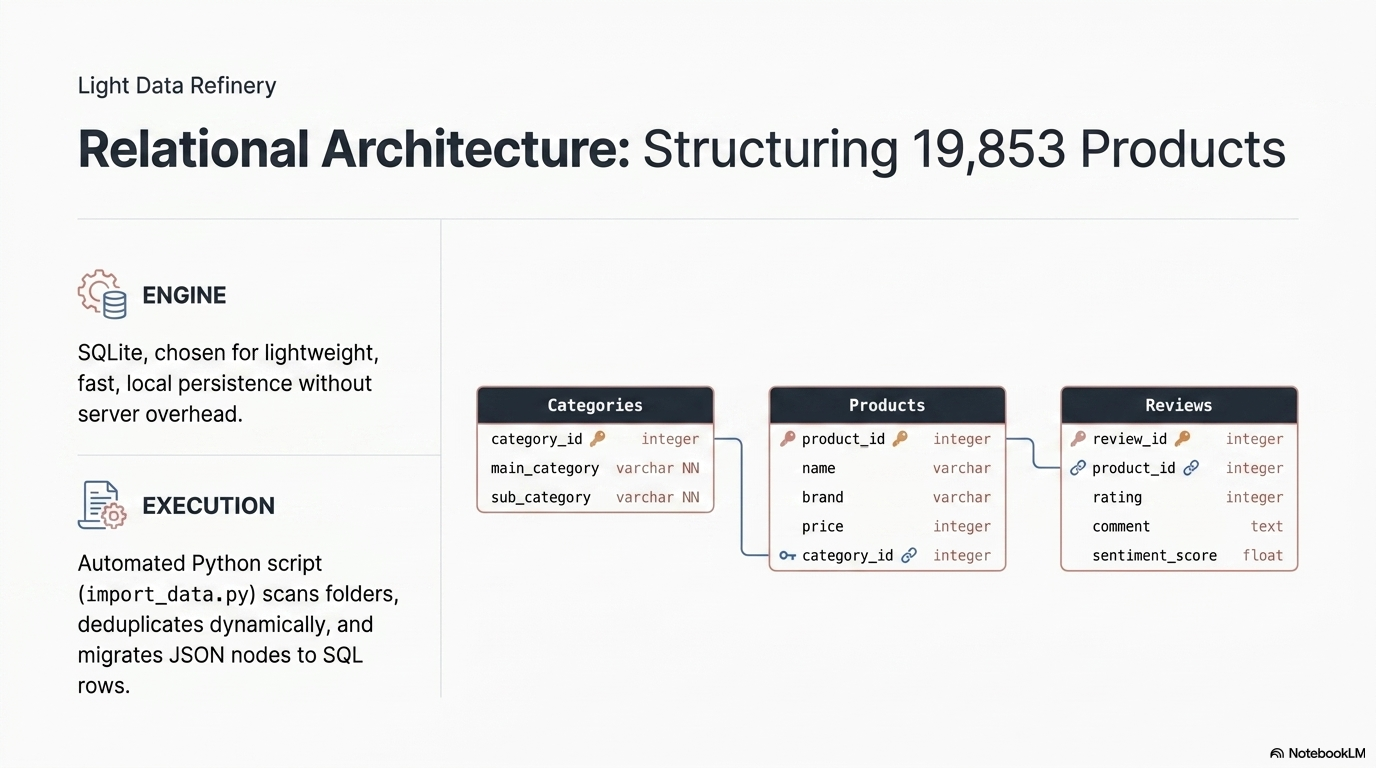 Light Data Refinery
Relational Architecture: Structuring 19,853 Products
ENGINE
SQLite, chosen for lightweight,
fast, local persistence without
server overhead.
EXECUTION
Automated Python script
(import_data.py) scans folders,
deduplicates dynamically, and
migrates JSON nodes to SQL
rows.
Categories
category_id integer
main_category varchar NN
sub_category varchar NN
Products
product_id integer
name varchar
brand varchar
price integer
category_id integer
Reviews
review_id integer
product_id integer
rating integer
comment text
sentiment_score float
NotebookLM